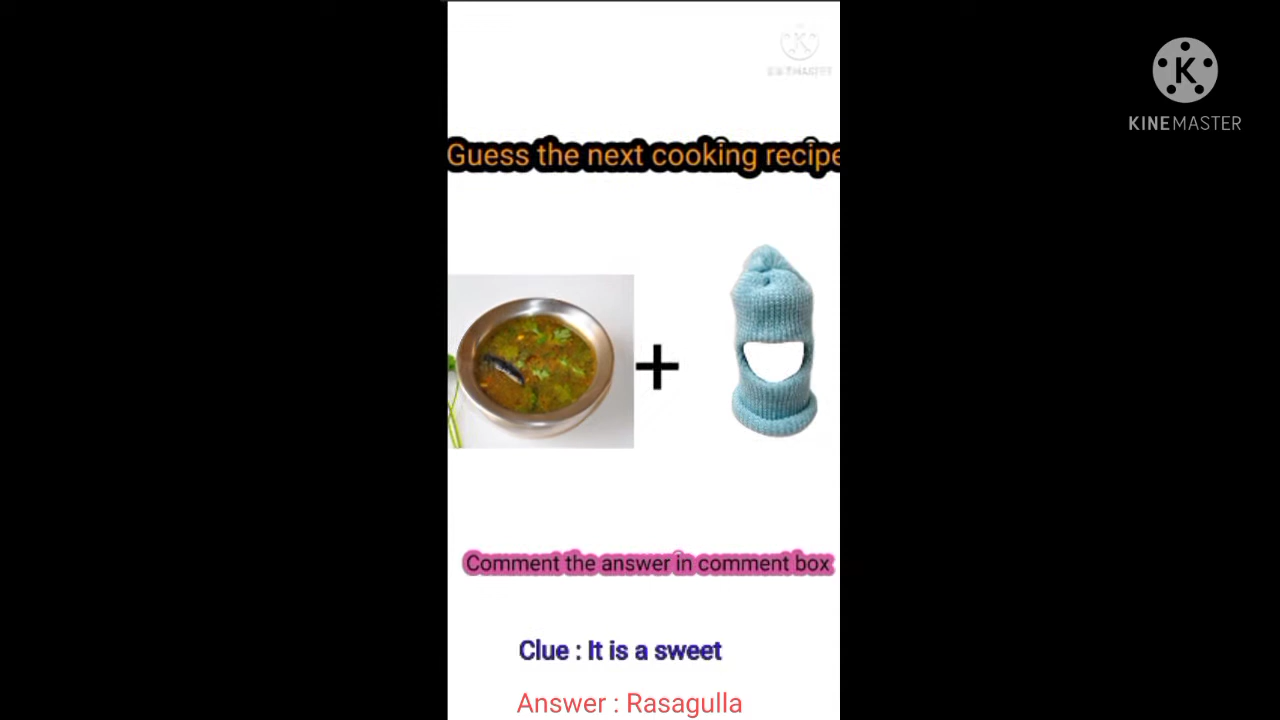 KINEMASTER
Guess the next cooking recipe
Comment the answer in comment box
Clue : It is a sweet
Answer : Rasagulla